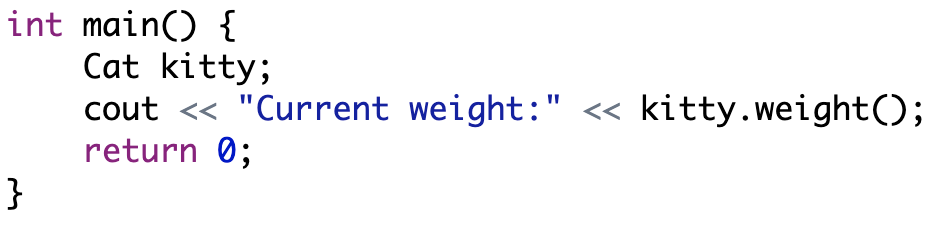 int main() {
    Cat kitty;
    cout << "Current weight:" << kitty.weight();
    return 0;
}